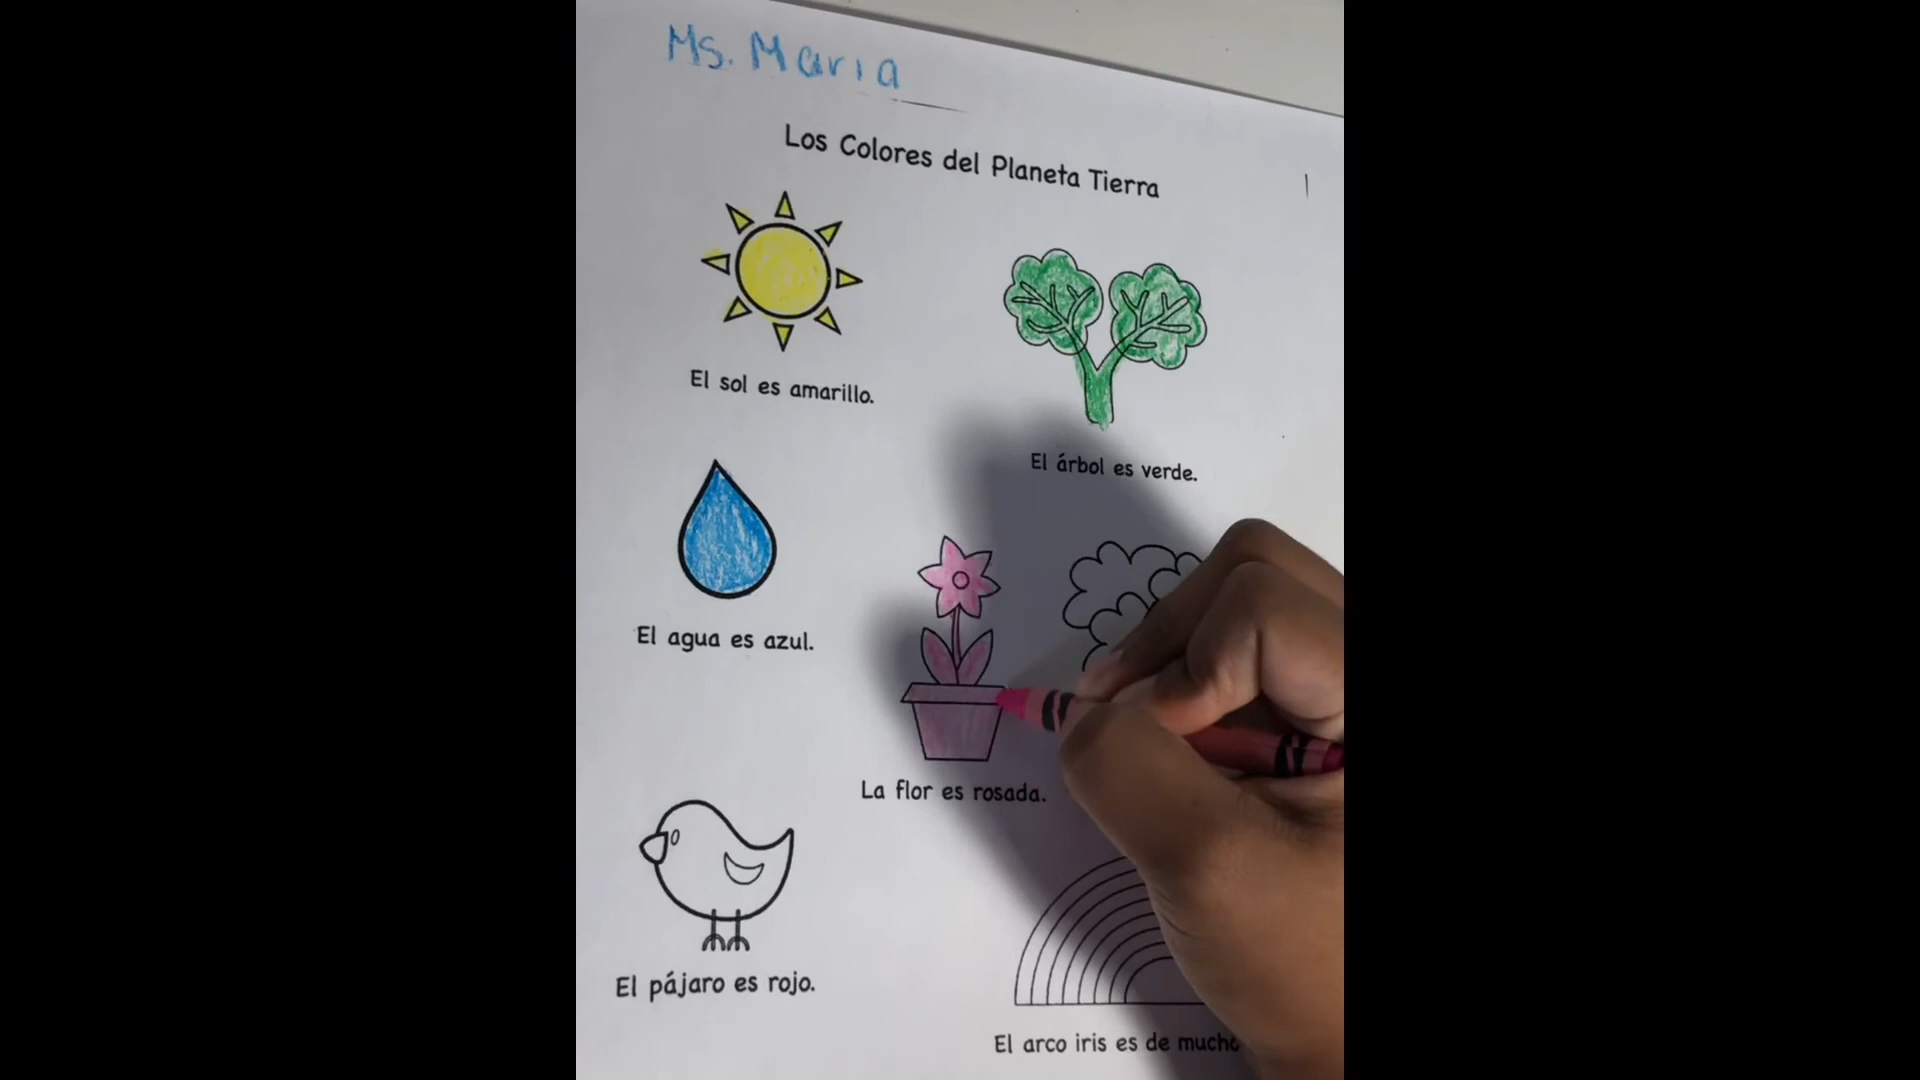 Ms. Maria
Los Colores del Planeta Tierra
El sol es amarillo.
El árbol es verde.
El agua es azul.
La flor es rosada.
El pájaro es rojo.
El arco iris es de